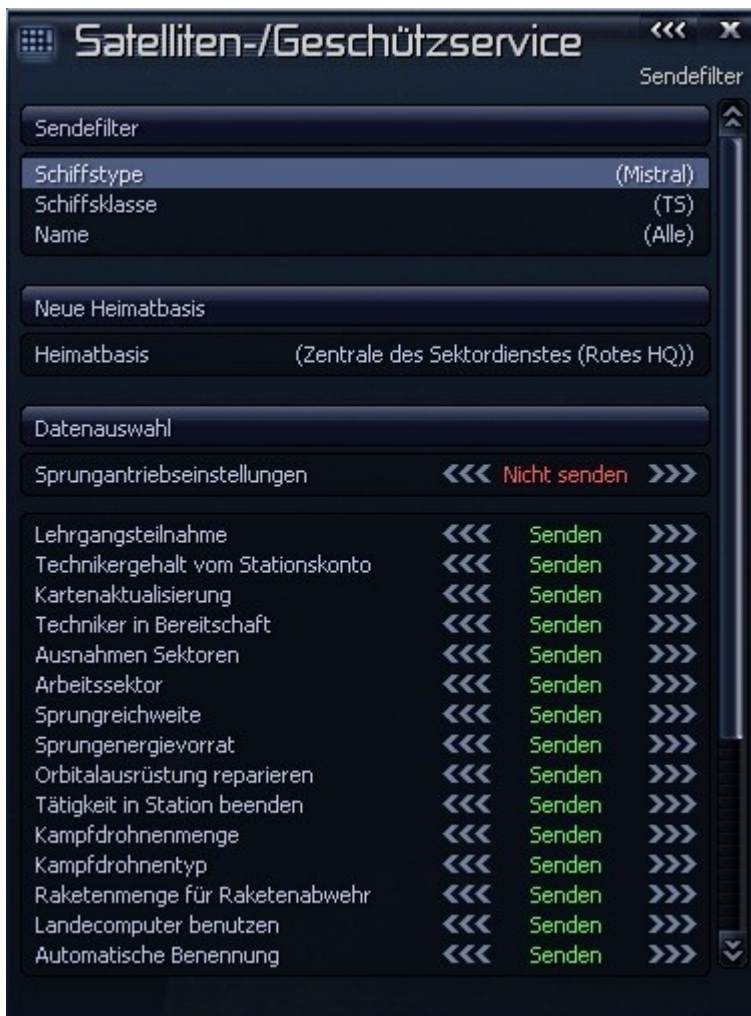 Satelliten-/Geschützservice
Sendefilter
Sendefilter
Schiffstype (Mistral)
Schiffsklasse (TS)
Name (Alle)
Neue Heimatbasis
Heimatbasis (Zentrale des Sektordienstes (Rotes HQ))
Datenauswahl
Sprungantriebseinstellungen <<< Nicht senden >>>
Lehrgangsteilnahme <<< Senden >>>
Technikergehalt vom Stationskonto <<< Senden >>>
Kartenaktualisierung <<< Senden >>>
Techniker in Bereitschaft <<< Senden >>>
Ausnahmen Sektoren <<< Senden >>>
Arbeitssektor <<< Senden >>>
Sprungreichweite <<< Senden >>>
Sprungenergievorrat <<< Senden >>>
Orbitalausrüstung reparieren <<< Senden >>>
Tätigkeit in Station beenden <<< Senden >>>
Kampfdrohnenmenge <<< Senden >>>
Kampfdrohnentyp <<< Senden >>>
Raketenmenge für Raketenabwehr <<< Senden >>>
Landecomputer benutzen <<< Senden >>>
Automatische Benennung <<< Senden >>>